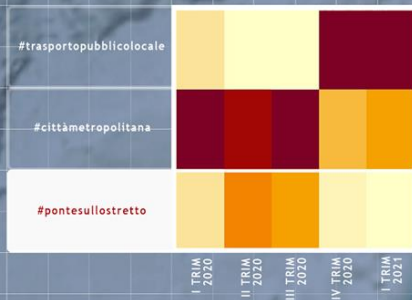 #trasportopubblicolocale
#cittàmetropolitana
#pontesullostretto
I TRIM
2020
II TRIM
2020
III TRIM
2020
IV TRIM
2020
I TRIM
2021